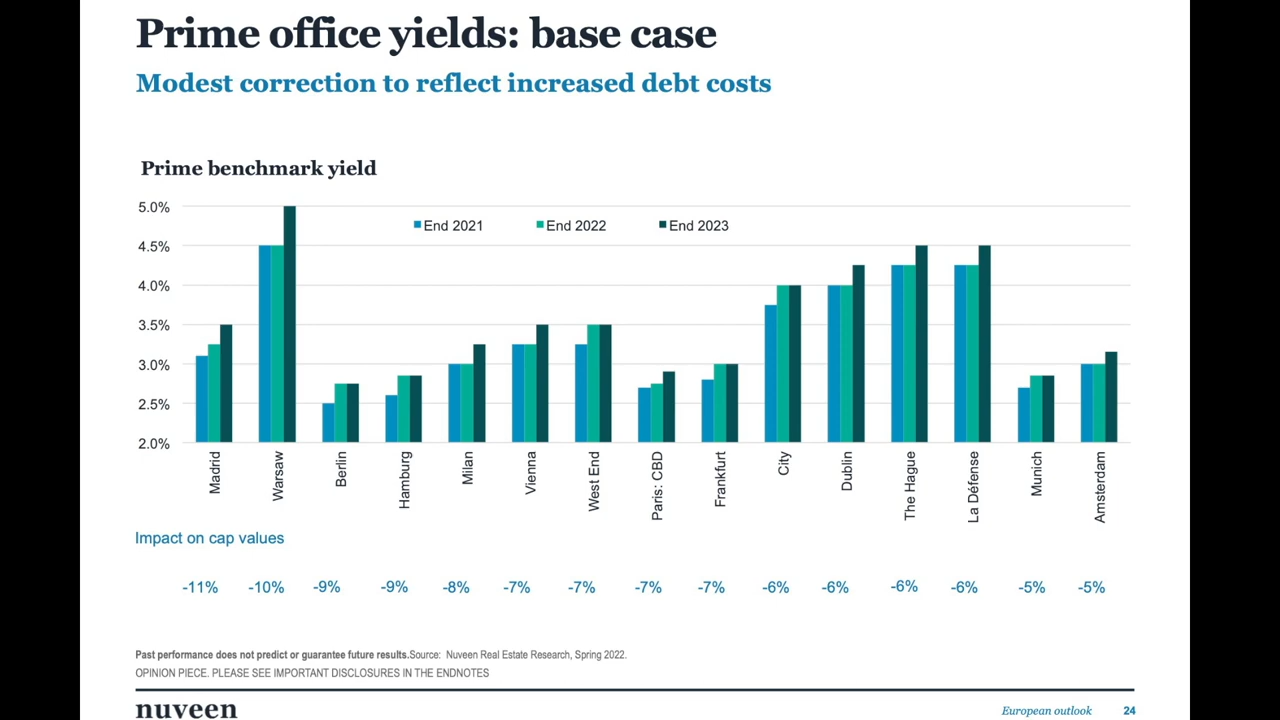 Prime office yields: base case
Modest correction to reflect increased debt costs
Prime benchmark yield
5.0%
4.5%
4.0%
3.5%
3.0%
2.5%
2.0%
End 2021 End 2022 End 2023
Madrid Warsaw Berlin Hamburg Milan Vienna West End Paris: CBD Frankfurt City Dublin The Hague La Défense Munich Amsterdam
Impact on cap values
-11% -10% -9% -9% -8% -7% -7% -7% -7% -6% -6% -6% -6% -5% -5%
Past performance does not predict or guarantee future results.Source: Nuveen Real Estate Research, Spring 2022.
OPINION PIECE. PLEASE SEE IMPORTANT DISCLOSURES IN THE ENDNOTES
nuveen European outlook 24